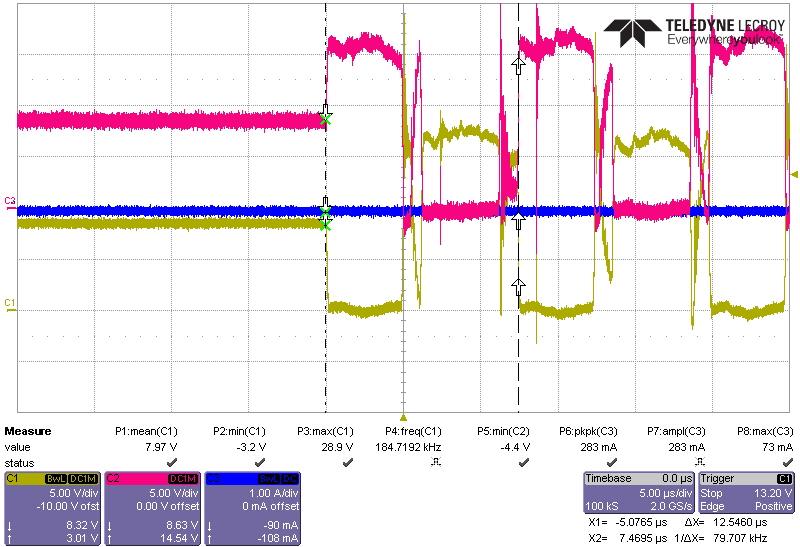 TELEDYNE LECROY
Everywhereyoulook
C3
C1
Measure P1:mean(C1) P2:min(C1) P3:max(C1) P4:freq(C1) P5:min(C2) P6:pkpk(C3) P7:ampl(C3) P8:max(C3)
value 7.97 V -3.2 V 28.9 V 184.7192 kHz -4.4 V 283 mA 283 mA 73 mA
status
C1 BwL DC1M
5.00 V/div
-10.00 V ofst
↓ 8.32 V
↑ 3.01 V
C2 DC1M
5.00 V/div
0.00 V offset
↓ 8.63 V
↑ 14.54 V
C3 BwL DC
1.00 A/div
0 mA offset
↓ -90 mA
↑ -108 mA
Timebase 0.0 µs
5.00 µs/div
100 kS 2.0 GS/s
Trigger C1
Stop 13.20 V
Edge Positive
X1= -5.0765 µs ΔX= 12.5460 µs
X2= 7.4695 µs 1/ΔX= 79.707 kHz